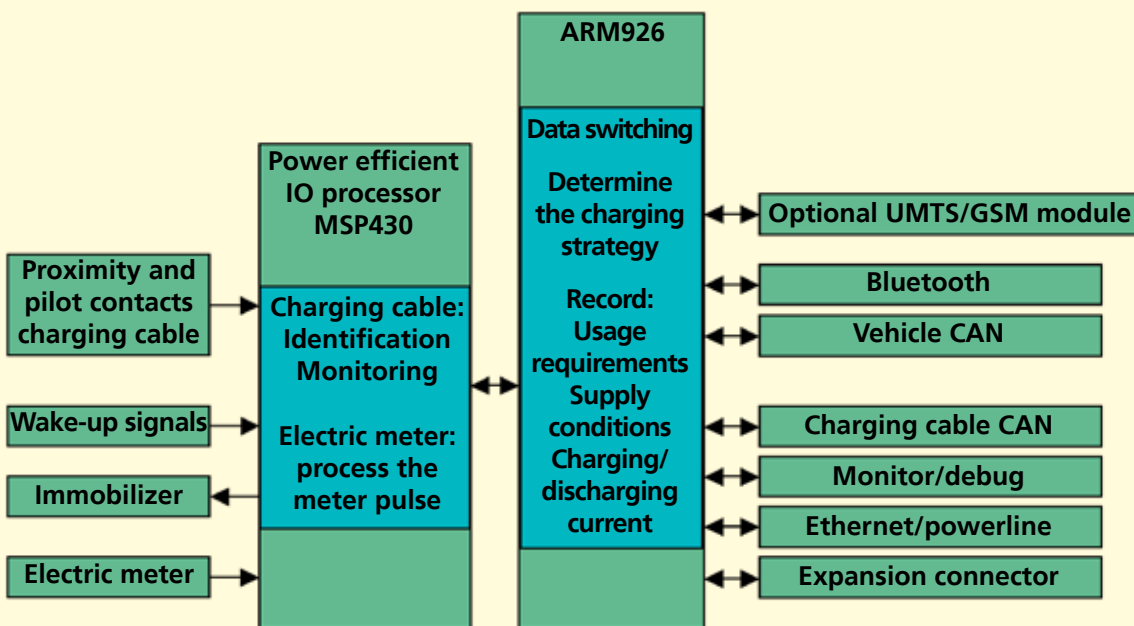 ARM926
Data switching
Determine
the charging
strategy
Record:
Usage
requirements
Supply
conditions
Charging/
discharging
current
Power efficient
IO processor
MSP430
Charging cable:
Identification
Monitoring
Electric meter:
process the
meter pulse
Proximity and
pilot contacts
charging cable
Wake-up signals
Immobilizer
Electric meter
Optional UMTS/GSM module
Bluetooth
Vehicle CAN
Charging cable CAN
Monitor/debug
Ethernet/powerline
Expansion connector